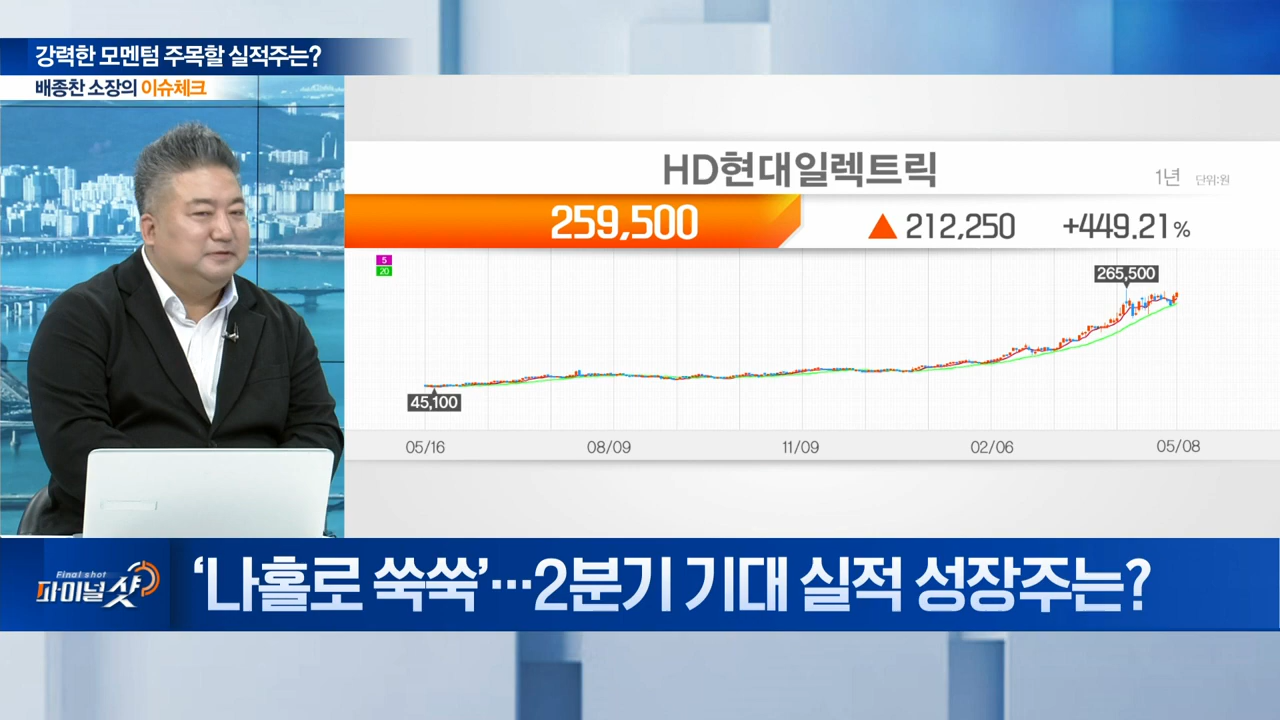 강력한 모멘텀 주목할 실적주는?
배종찬 소장의 이슈체크
HD현대일렉트릭
1년 단위:원
259,500 ▲ 212,250 +449.21%
5
20
265,500
45,100
05/16 08/09 11/09 02/06 05/08
Final shot
파이널 샷
‘나홀로 쑥쑥’…2분기 기대 실적 성장주는?